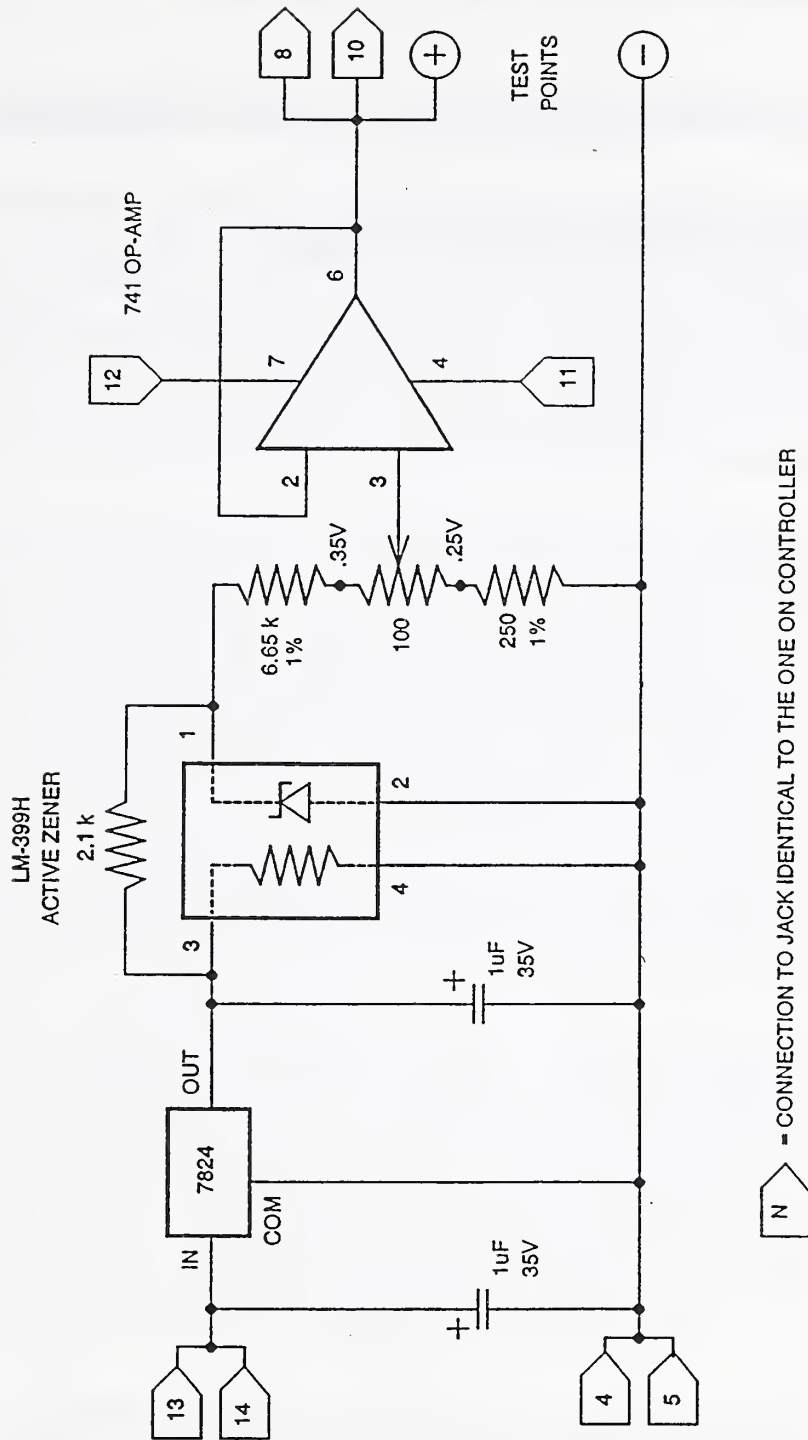 LM-399H
ACTIVE ZENER
2.1 k
741 OP-AMP
13
14
IN
7824
OUT
COM
3
1
4
2
6.65 k
1%
.35V
100
.25V
250
1%
2
3
12
7
4
11
6
8
10
+
TEST
POINTS
−
+
1uF
35V
+
1uF
35V
4
5
N
= CONNECTION TO JACK IDENTICAL TO THE ONE ON CONTROLLER